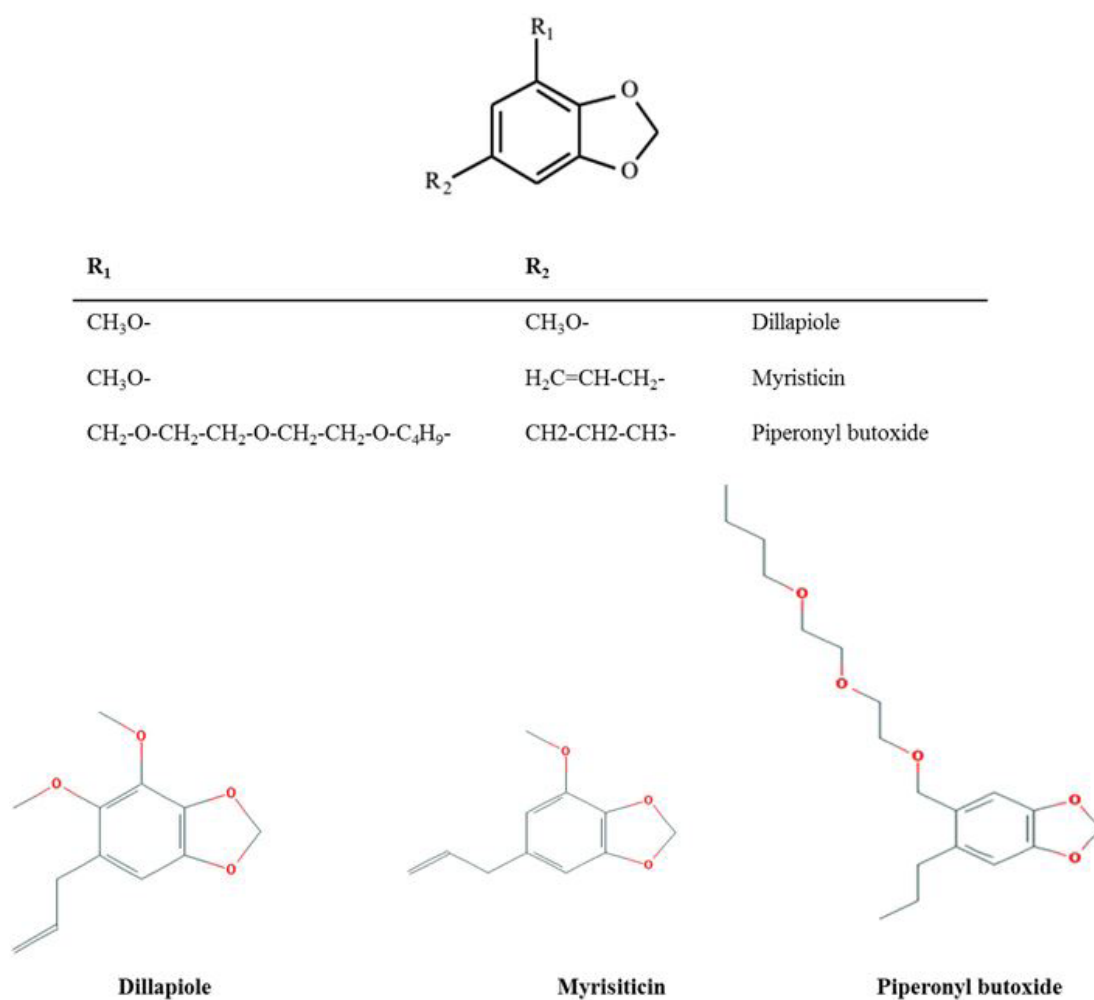 R₁
O
O
R₂
R₁ R₂
CH₃O- CH₃O- Dillapiole
CH₃O- H₂C=CH-CH₂- Myristicin
CH₂-O-CH₂-CH₂-O-CH₂-CH₂-O-C₄H₉- CH2-CH2-CH3- Piperonyl butoxide
O
O
O
O
O
O
O
O
O
O
O
O
Dillapiole Myrisiticin Piperonyl butoxide